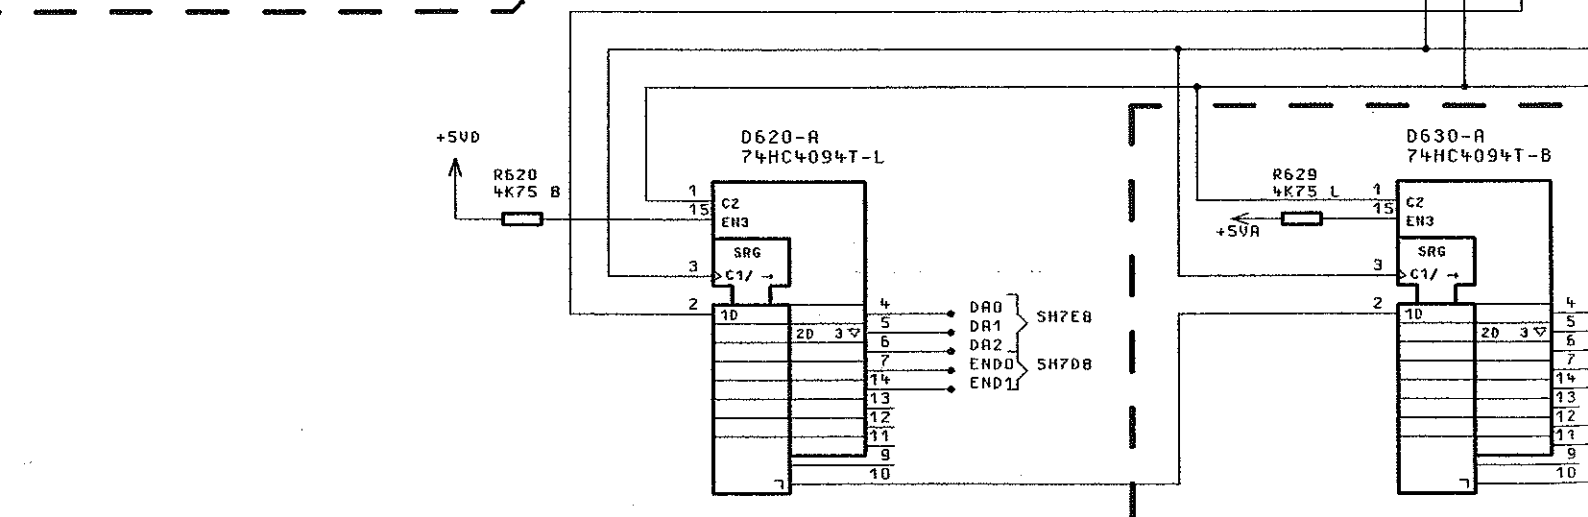 +5VD
R620
4K75 B
D620-A
74HC4094T-L
1
15
C2
EN3
SRG
3
C1/ →
2
1D
2D 3 ▽
4
5
6
7
14
13
12
11
9
10
DA0
DA1
DA2
END0
END1
SH7E8
SH7D8
D630-A
74HC4094T-B
R629
4K75 L
+5VA
1
15
C2
EN3
SRG
3
C1/ →
2
1D
2D 3 ▽
4
5
6
7
14
13
12
11
9
10